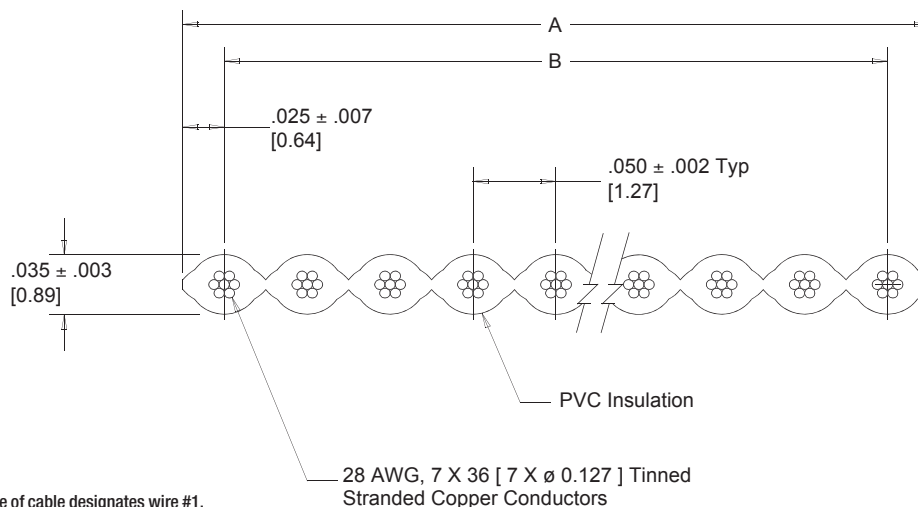 A
B
.025 ± .007
[0.64]
.050 ± .002 Typ
[1.27]
.035 ± .003
[0.89]
PVC Insulation
28 AWG, 7 X 36 [ 7 X ø 0.127 ] Tinned
Stranded Copper Conductors
of cable designates wire #1.